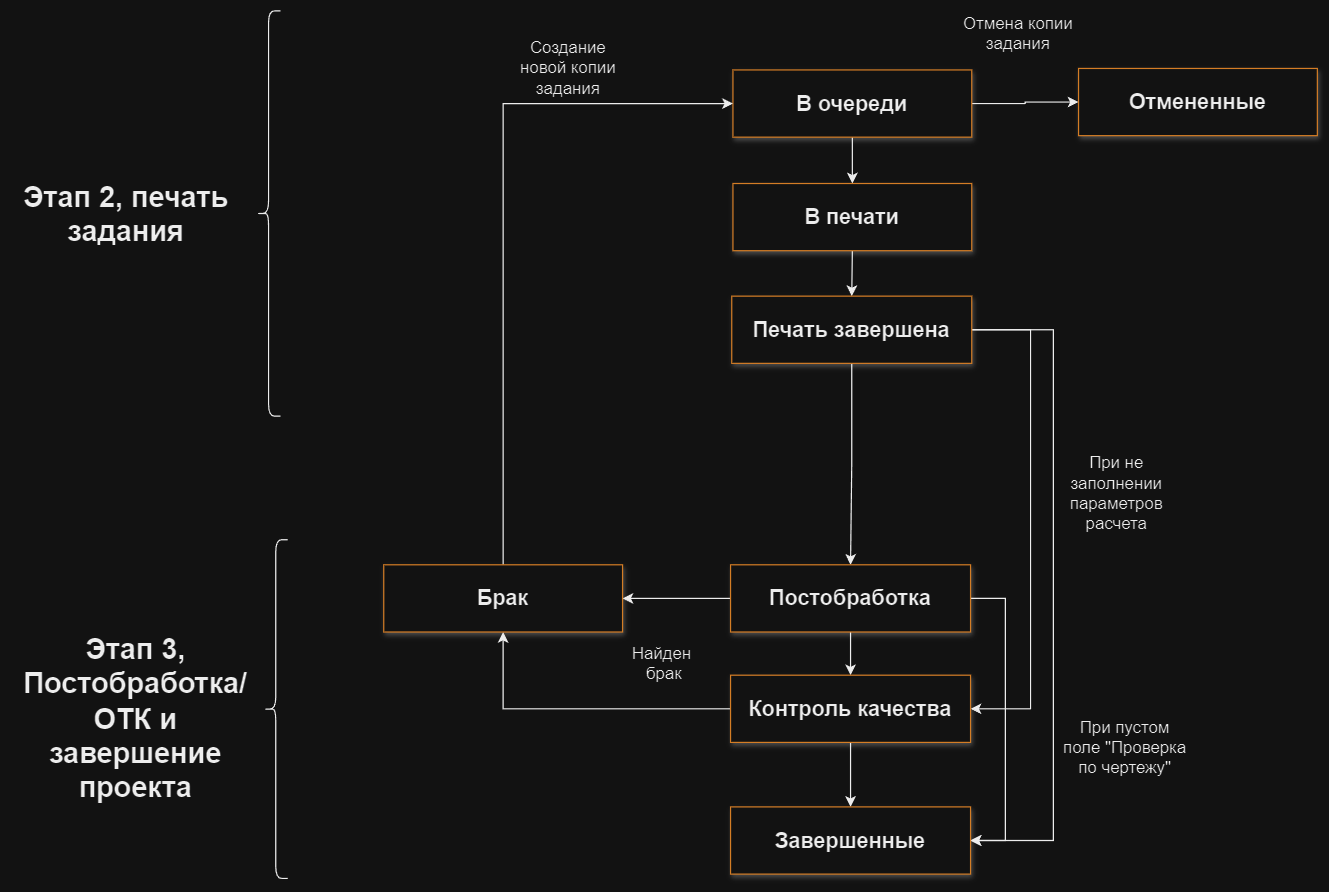 Отмена копии
задания
Создание
новой копии
задания
В очереди
Отмененные
Этап 2, печать
задания
В печати
Печать завершена
При не
заполнении
параметров
расчета
Брак
Постобработка
Этап 3,
Постобработка/
ОТК и
завершение
проекта
Найден
брак
Контроль качества
При пустом
поле "Проверка
по чертежу"
Завершенные